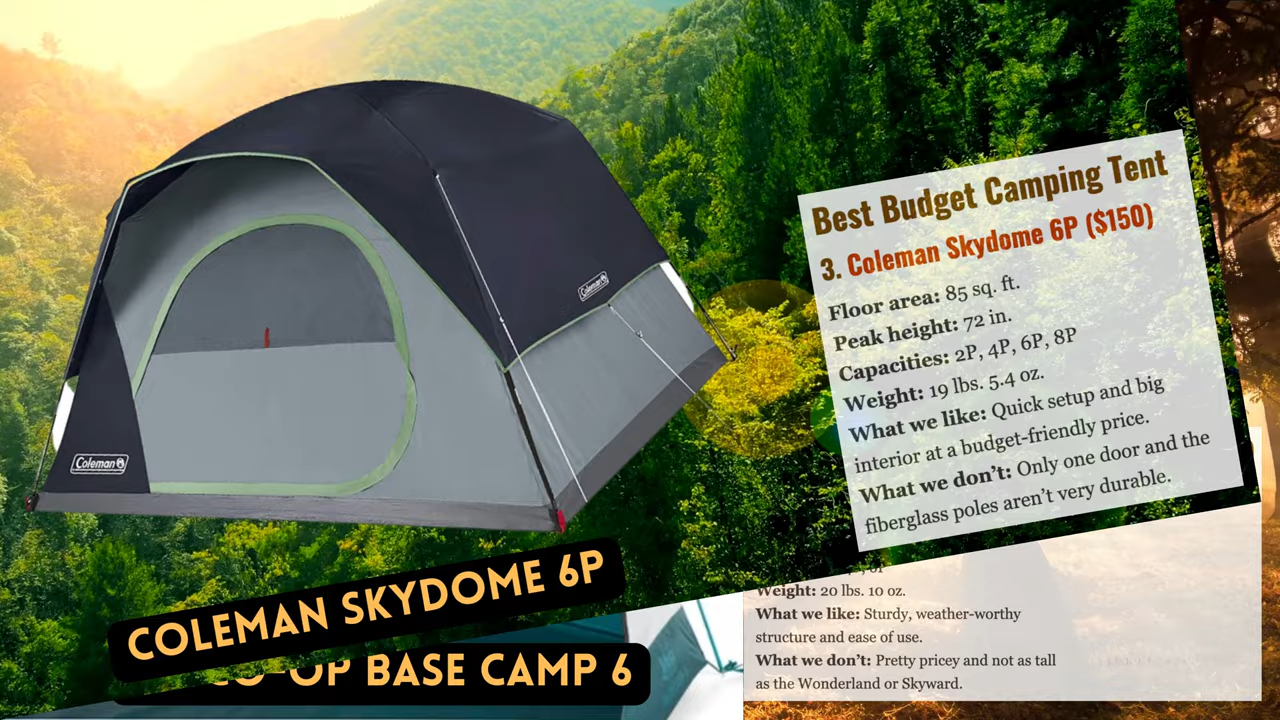 Best Budget Camping Tent
3. Coleman Skydome 6P ($150)
Floor area: 85 sq. ft.
Peak height: 72 in.
Capacities: 2P, 4P, 6P, 8P
Weight: 19 lbs. 5.4 oz.
What we like: Quick setup and big
interior at a budget-friendly price.
What we don't: Only one door and the
fiberglass poles aren't very durable.
Coleman
Coleman
COLEMAN SKYDOME 6P
CO-OP BASE CAMP 6
Weight: 20 lbs. 10 oz.
What we like: Sturdy, weather-worthy
structure and ease of use.
What we don't: Pretty pricey and not as tall
as the Wonderland or Skyward.